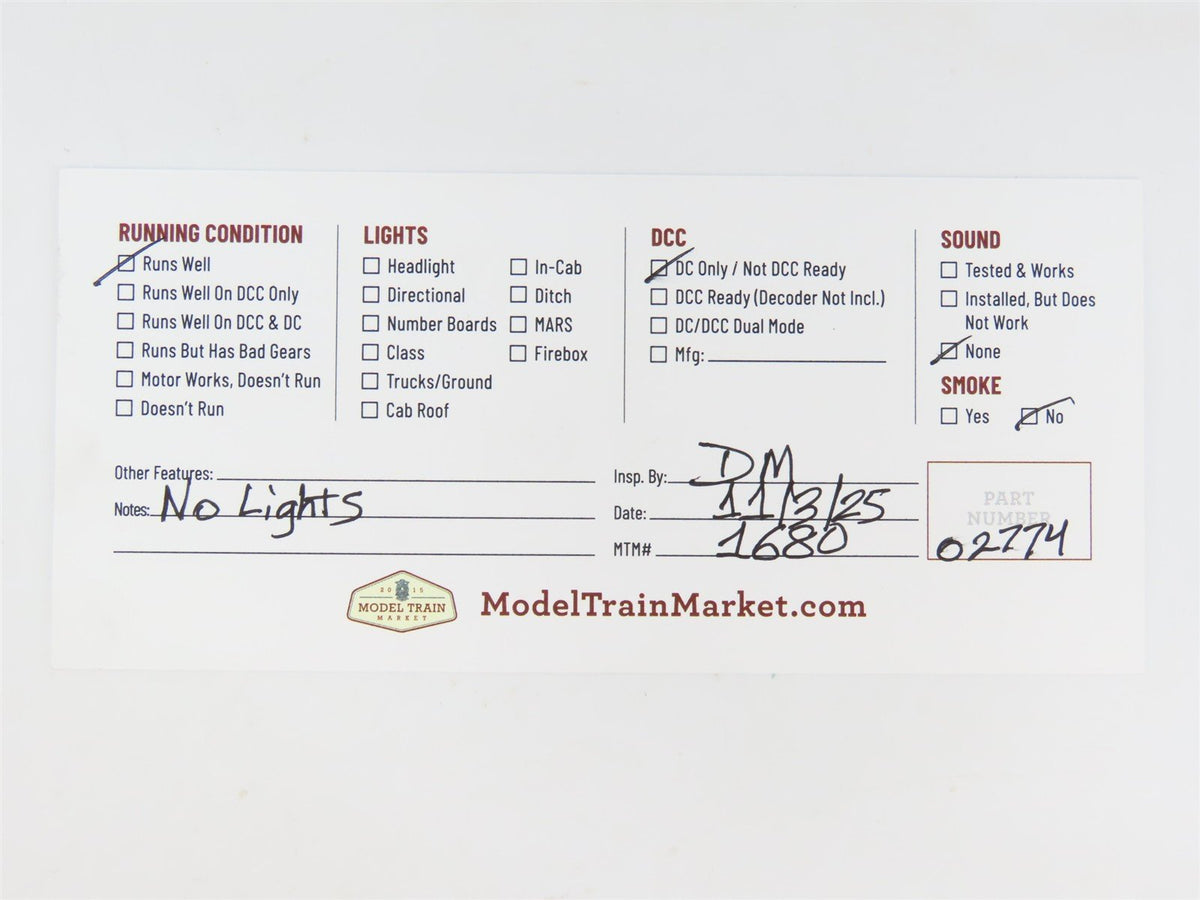 RUNNING CONDITION
Runs Well
Runs Well On DCC Only
Runs Well On DCC & DC
Runs But Has Bad Gears
Motor Works, Doesn't Run
Doesn't Run
LIGHTS
Headlight
Directional
Number Boards
Class
Trucks/Ground
Cab Roof
In-Cab
Ditch
MARS
Firebox
DCC
DC Only / Not DCC Ready
DCC Ready (Decoder Not Incl.)
DC/DCC Dual Mode
Mfg:
SOUND
Tested & Works
Installed, But Does
Not Work
None
SMOKE
Yes No
Other Features:
Notes: No Lights
Insp. By: DM
Date: 11/3/25
MTM# 1680
PART
NUMBER
02774
2015
MODEL TRAIN
MARKET
ModelTrainMarket.com